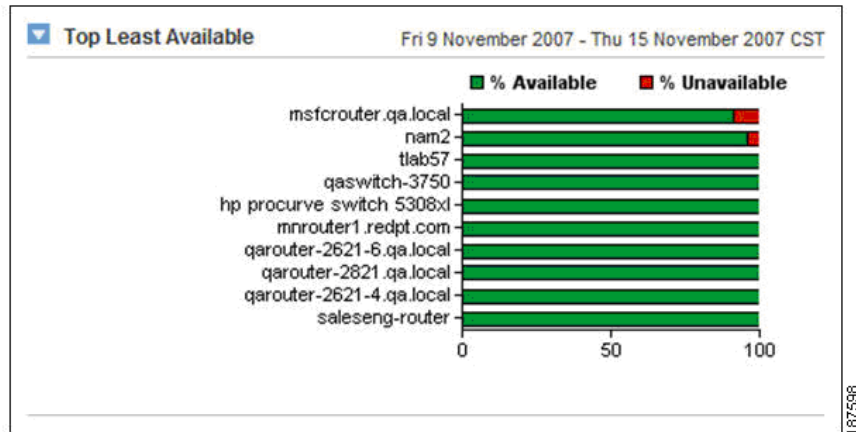 Top Least Available
Fri 9 November 2007 - Thu 15 November 2007 CST
% Available % Unavailable
msfcrouter.qa.local
nam2
tlab57
qaswitch-3750
hp procurve switch 5308xl
mnrouter1.redpt.com
qarouter-2621-6.qa.local
qarouter-2821.qa.local
qarouter-2621-4.qa.local
saleseng-router
0 50 100
187598